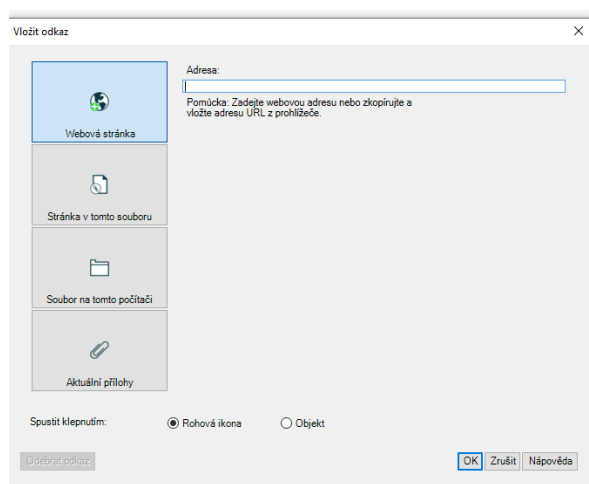 Vložit odkaz
Adresa:
Pomůcka: Zadejte webovou adresu nebo zkopírujte a
vložte adresu URL z prohlížeče.
Webová stránka
Stránka v tomto souboru
Soubor na tomto počítači
Aktuální přílohy
Spustit klepnutím:
Rohová ikona
Objekt
Odebrat odkaz
OK
Zrušit
Nápověda